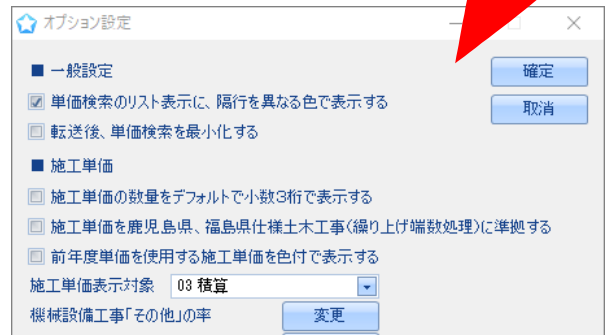 オプション設定
■ 一般設定
確定
単価検索のリスト表示に、隔行を異なる色で表示する
取消
転送後、単価検索を最小化する
■ 施工単価
施工単価の数量をデフォルトで小数3桁で表示する
施工単価を鹿児島県、福島県仕様土木工事(繰り上げ端数処理)に準拠する
前年度単価を使用する施工単価を色付で表示する
施工単価表示対象 03 積算
機械設備工事「その他」の率 変更